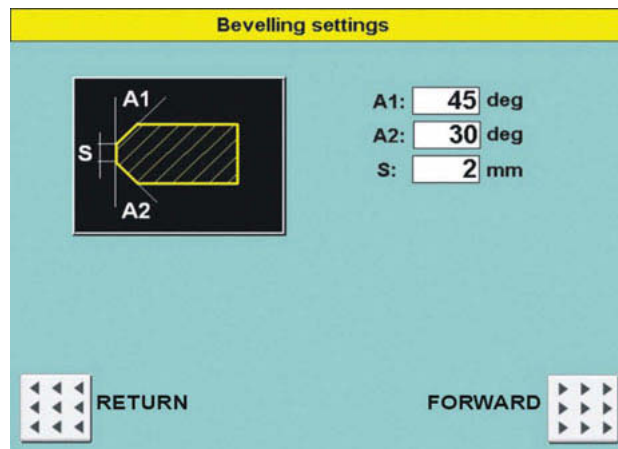 Bevelling settings
A1
S
A2
A1: 45 deg
A2: 30 deg
S: 2 mm
RETURN
FORWARD